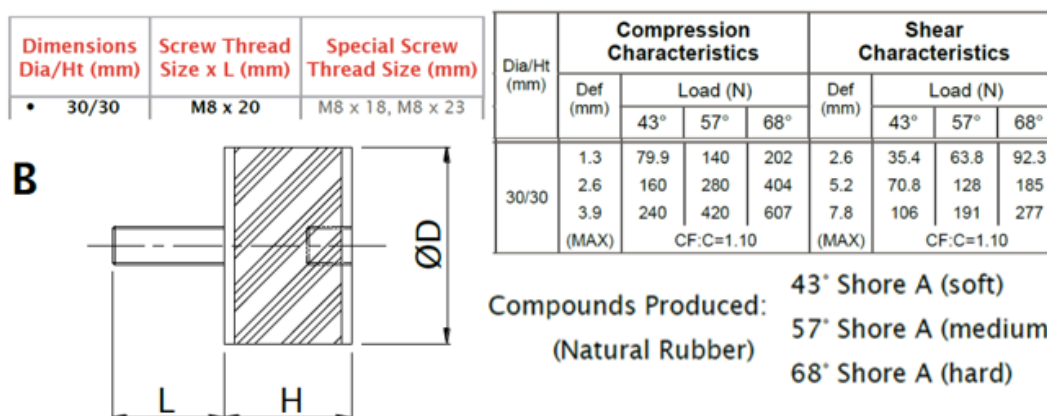 Dimensions Dia/Ht (mm) Screw Thread Size x L (mm) Special Screw Thread Size (mm)
• 30/30 M8 x 20 M8 x 18, M8 x 23
B
ØD
L
H
Dia/Ht (mm) Compression Characteristics Shear Characteristics
Def (mm) Load (N) Def (mm) Load (N)
43° 57° 68° 43° 57° 68°
30/30
1.3 79.9 140 202 2.6 35.4 63.8 92.3
2.6 160 280 404 5.2 70.8 128 185
3.9 240 420 607 7.8 106 191 277
(MAX) CF:C=1.10 (MAX) CF:C=1.10
Compounds Produced:
(Natural Rubber)
43° Shore A (soft)
57° Shore A (medium
68° Shore A (hard)